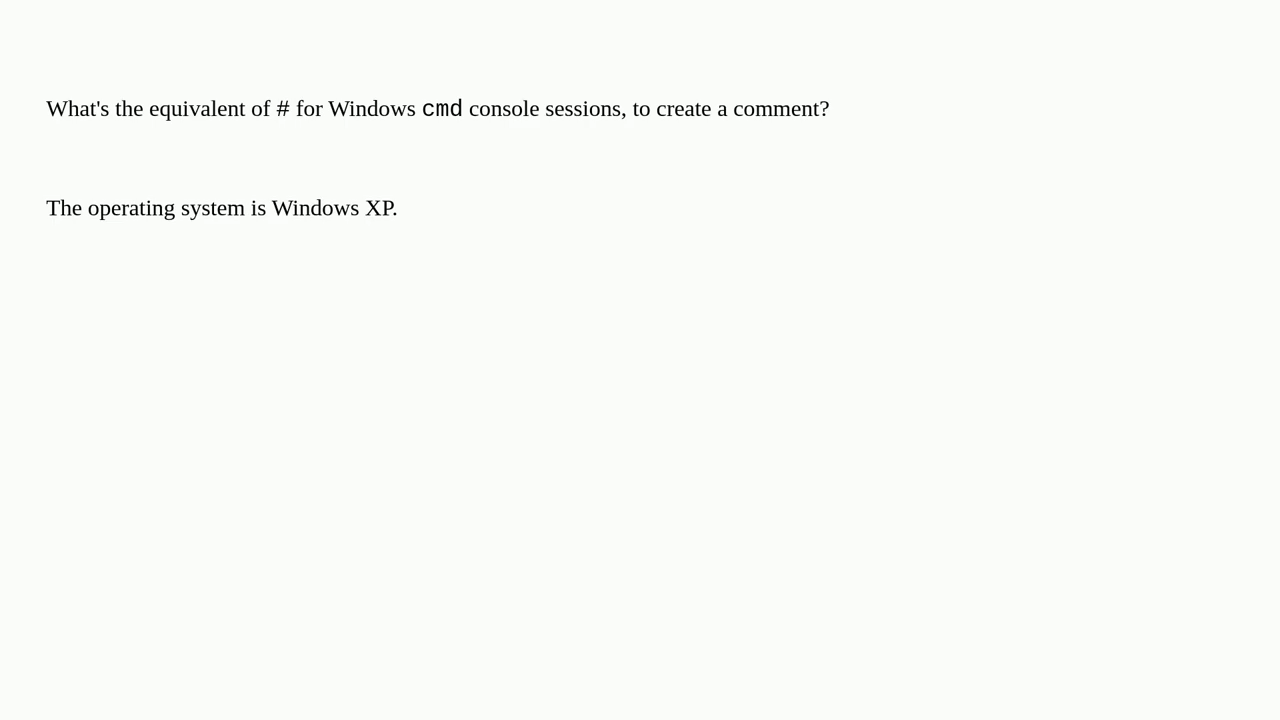 What's the equivalent of # for Windows cmd console sessions, to create a comment?
The operating system is Windows XP.